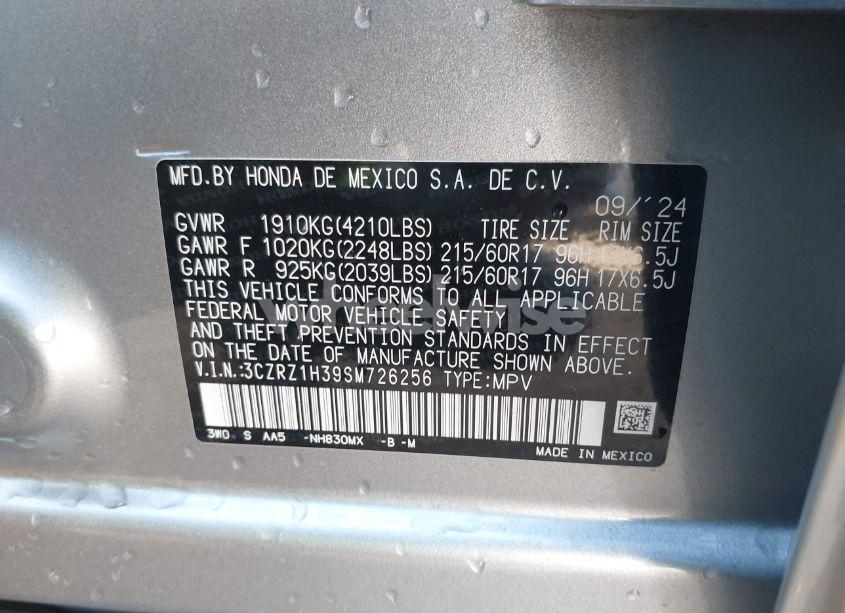 MFD.BY HONDA DE MEXICO S.A. DE C.V.
09/'24
GVWR 1910KG(4210LBS) TIRE SIZE RIM SIZE
GAWR F 1020KG(2248LBS) 215/60R17 96H 17X6.5J
GAWR R 925KG(2039LBS) 215/60R17 96H 17X6.5J
THIS VEHICLE CONFORMS TO ALL APPLICABLE
FEDERAL MOTOR VEHICLE SAFETY
AND THEFT PREVENTION STANDARDS IN EFFECT
ON THE DATE OF MANUFACTURE SHOWN ABOVE.
V.I.N.:3CZRZ1H39SM726256 TYPE:MPV
3W0 S AA5 -NH830MX -B -M
MADE IN MEXICO
wheelwise